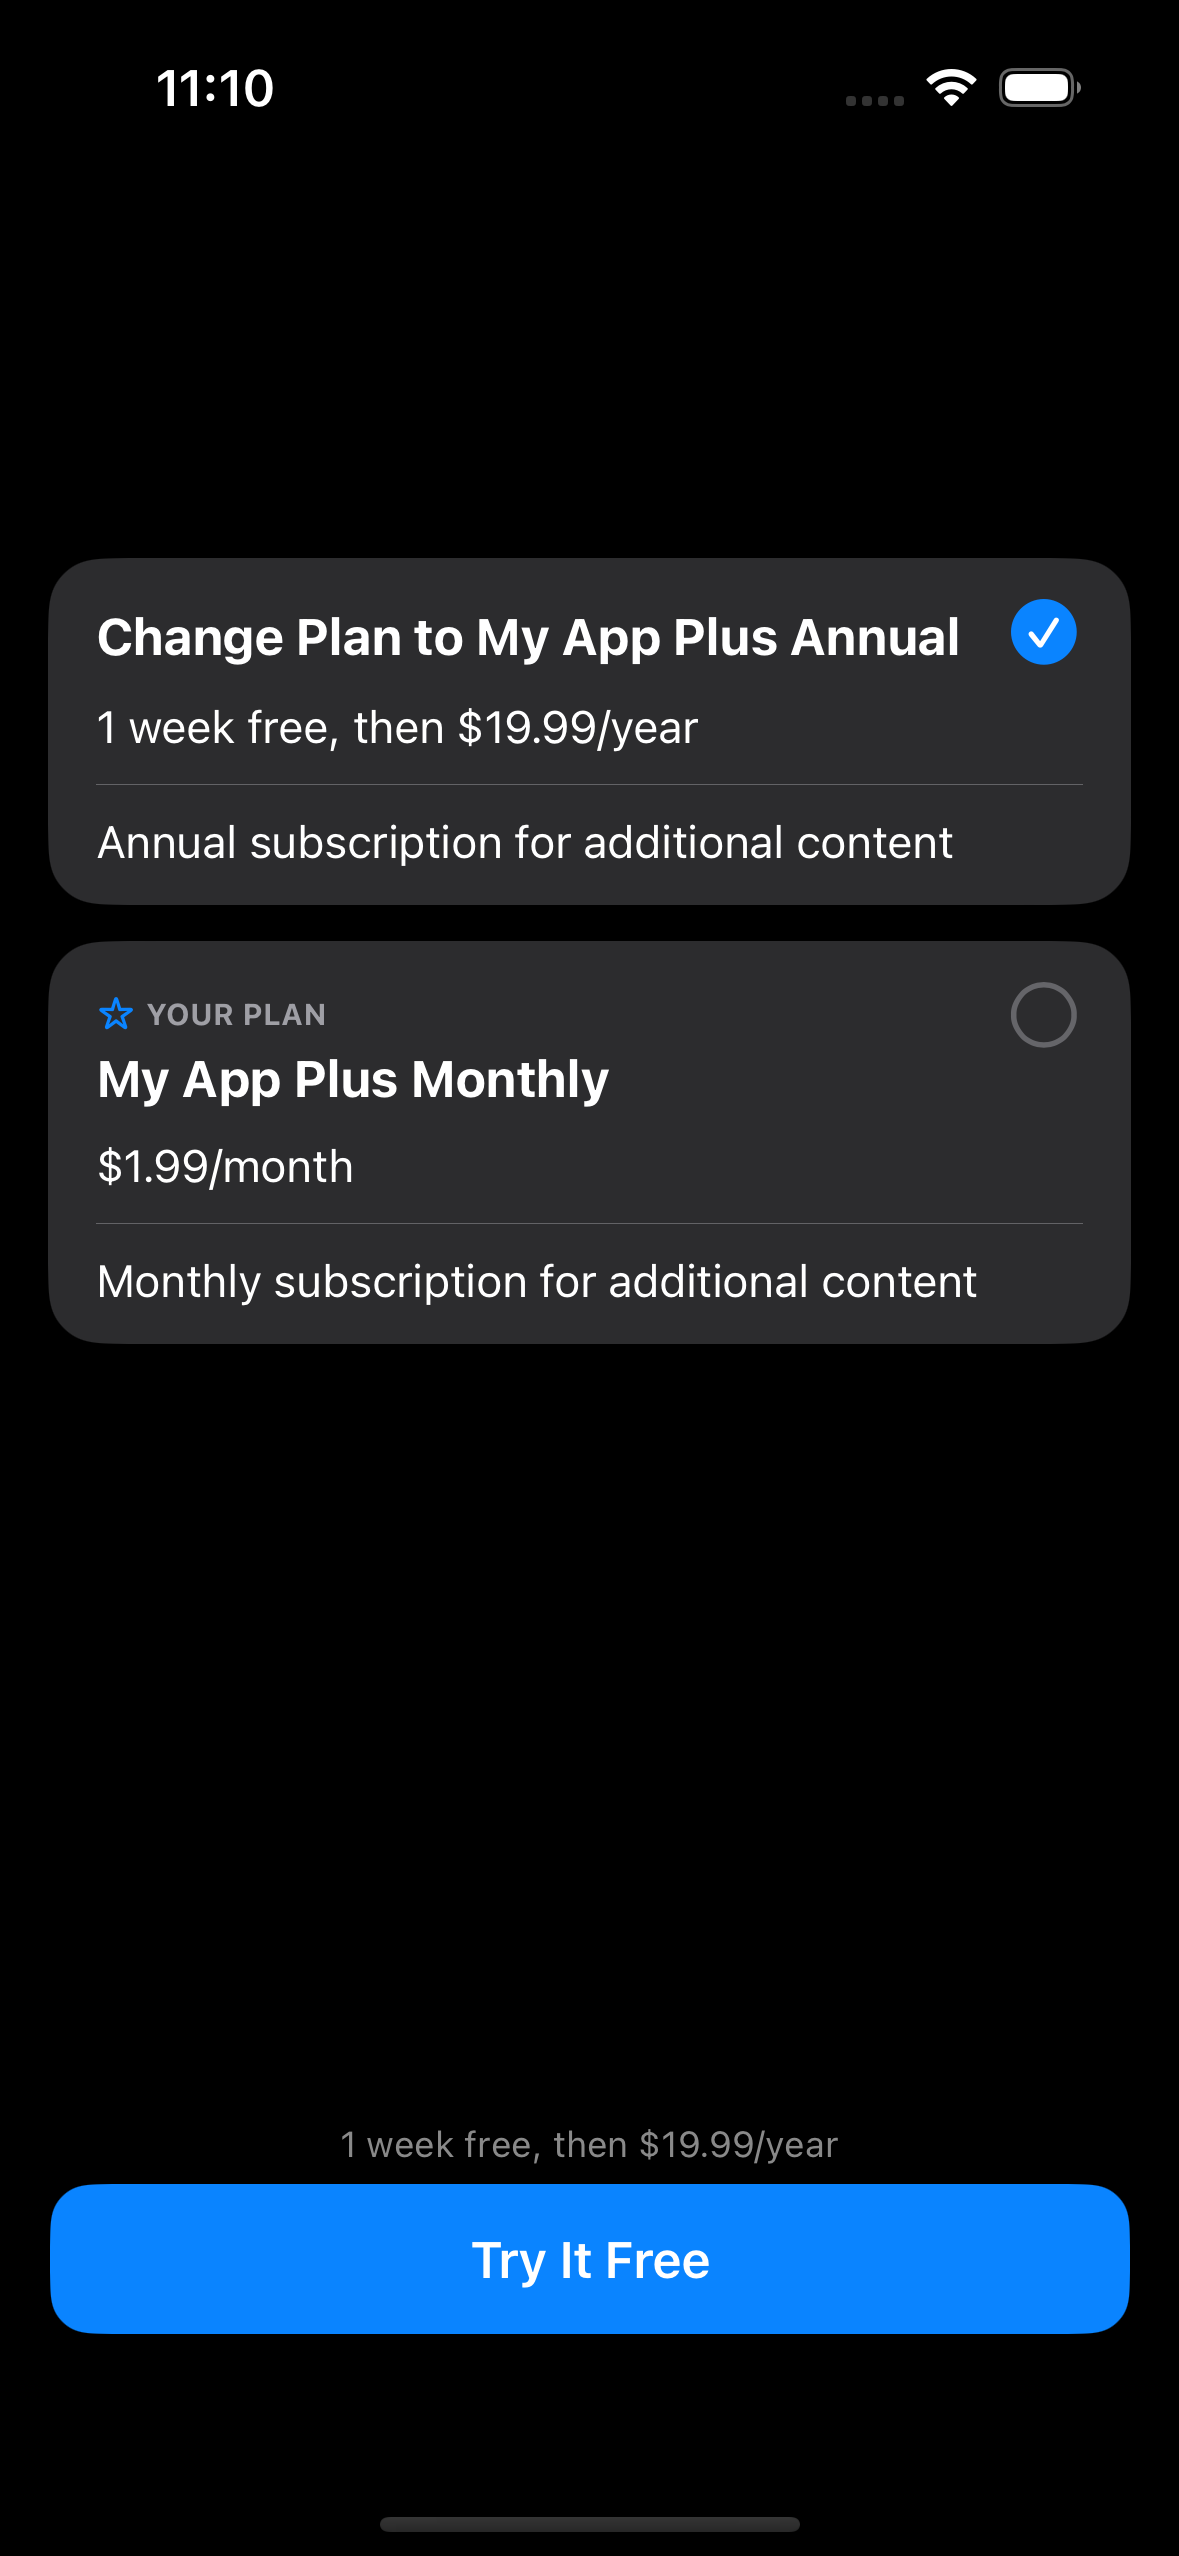 11:10
Change Plan to My App Plus Annual
1 week free, then $19.99/year
Annual subscription for additional content
YOUR PLAN
My App Plus Monthly
$1.99/month
Monthly subscription for additional content
1 week free, then $19.99/year
Try It Free